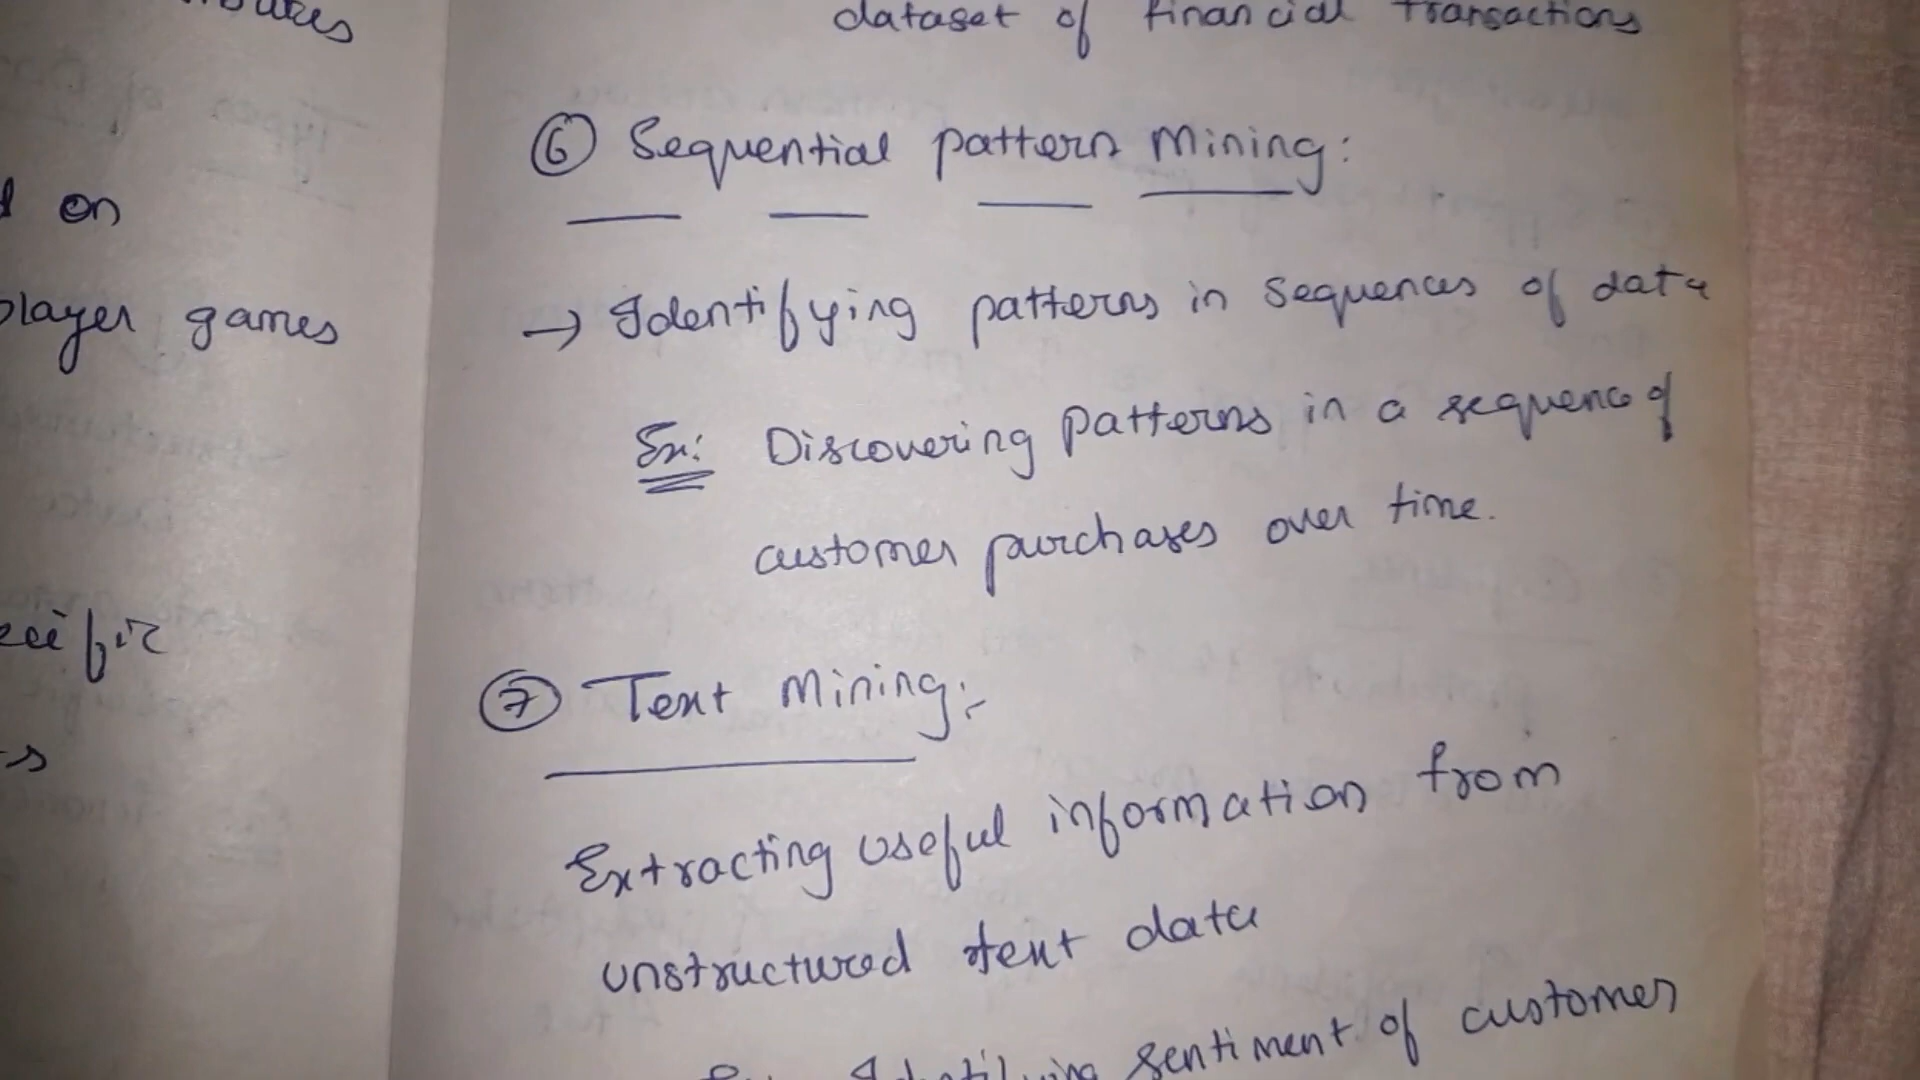 on
player games
dataset of financial transactions
⑥ Sequential pattern Mining:
→ Identifying patterns in sequences of data
Ex: Discovering patterns in a sequence of
customer purchases over time.
⑦ Text Mining:-
Extracting useful information from
unstructured text data
Identifying sentiment of customer